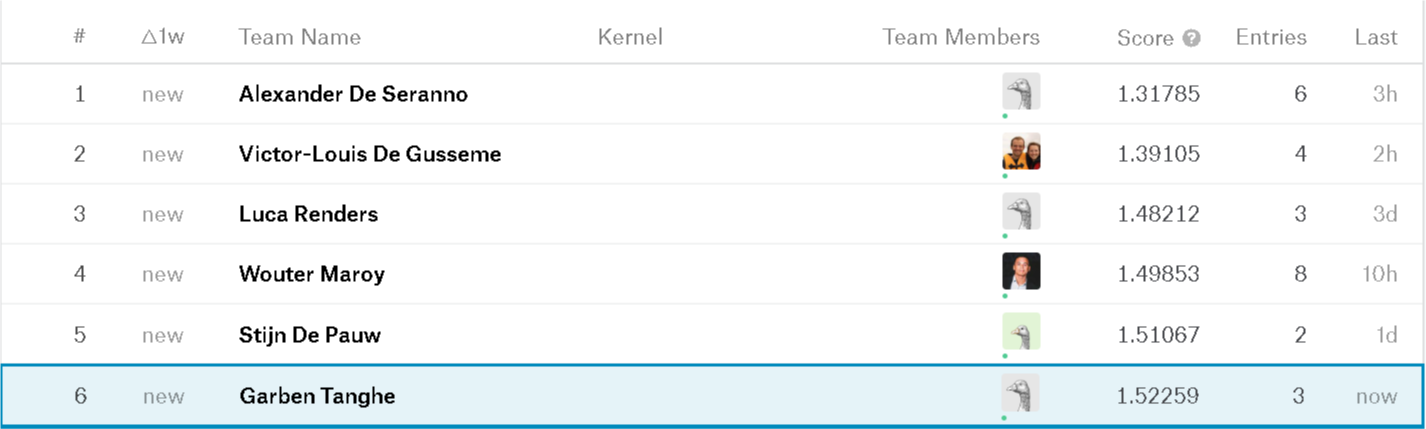 # △1w Team Name Kernel Team Members Score ? Entries Last
1 new Alexander De Seranno 1.31785 6 3h
2 new Victor-Louis De Gusseme 1.39105 4 2h
3 new Luca Renders 1.48212 3 3d
4 new Wouter Maroy 1.49853 8 10h
5 new Stijn De Pauw 1.51067 2 1d
6 new Garben Tanghe 1.52259 3 now